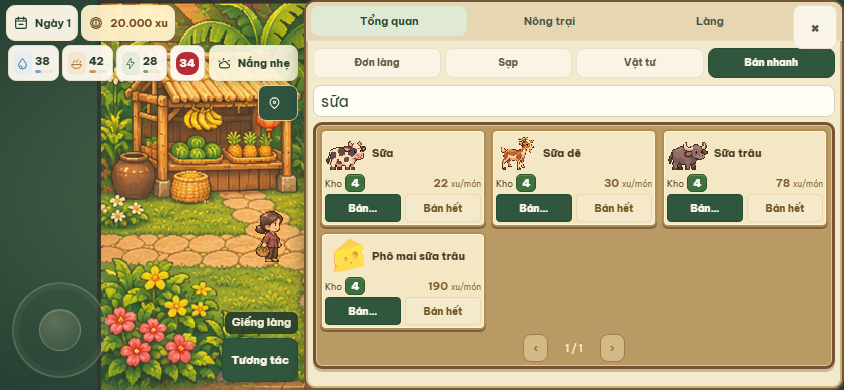 Ngày 1
20.000 xu
38
42
28
34
Nắng nhẹ
Giếng làng
Tương tác
Tổng quan
Nông trại
Làng
×
Đơn làng
Sạp
Vật tư
Bán nhanh
sữa
Sữa
Kho 4
22 xu/món
Bán...
Bán hết
Sữa dê
Kho 4
30 xu/món
Bán...
Bán hết
Sữa trâu
Kho 4
78 xu/món
Bán...
Bán hết
Phô mai sữa trâu
Kho 4
190 xu/món
Bán...
Bán hết
‹ 1 / 1 ›